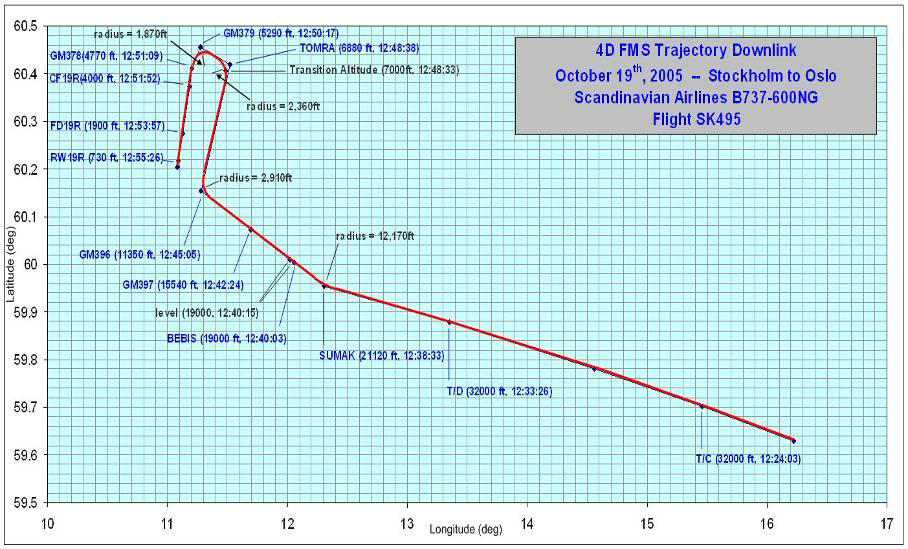 4D FMS Trajectory Downlink
October 19th, 2005 -- Stockholm to Oslo
Scandinavian Airlines B737-600NG
Flight SK495
radius = 1,870ft
GM379 (5290 ft, 12:50:17)
TOMRA (6880 ft, 12:48:38)
GM378(4770 ft, 12:51:09)
Transition Altitude (7000ft, 12:48:33)
CF19R(4000 ft, 12:51:52)
radius = 2,360ft
FD19R (1900 ft, 12:53:57)
RW19R (730 ft, 12:55:26)
radius = 2,910ft
GM396 (11350 ft, 12:45:05)
radius = 12,170ft
GM397 (15540 ft, 12:42:24)
level (19000, 12:40:15)
BEBIS (19000 ft, 12:40:03)
SUMAK (21120 ft, 12:38:33)
T/D (32000 ft, 12:33:26)
T/C (32000 ft, 12:24:03)
Latitude (deg)
60.5
60.4
60.3
60.2
60.1
60
59.9
59.8
59.7
59.6
59.5
10 11 12 13 14 15 16 17
Longitude (deg)